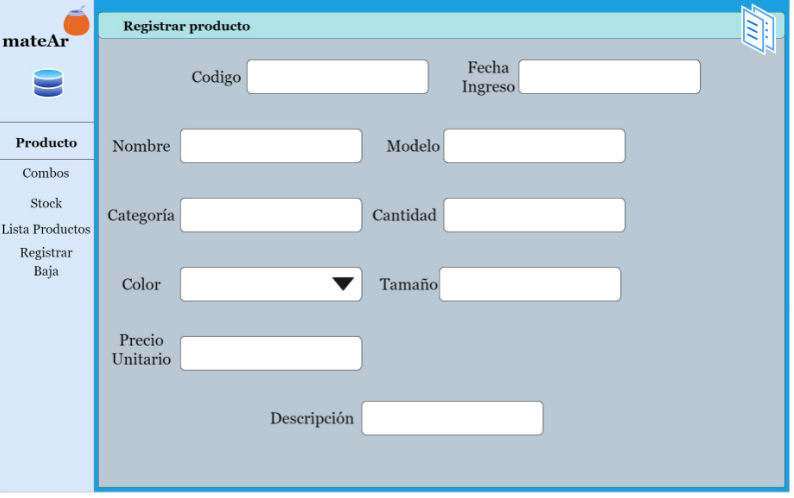 mateAr
Registrar producto
Codigo
Fecha
Ingreso
Producto
Nombre
Modelo
Combos
Stock
Categoría
Cantidad
Lista Productos
Registrar
Baja
Color
Tamaño
Precio
Unitario
Descripción